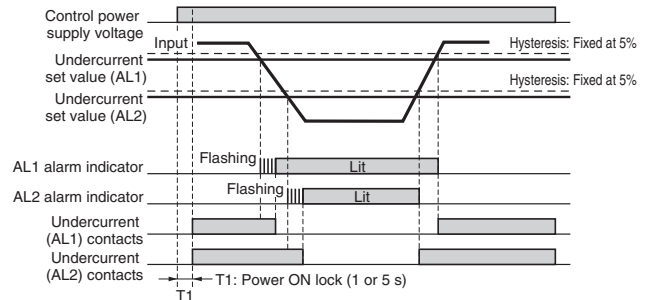 Control power
supply voltage
Input
Hysteresis: Fixed at 5%
Undercurrent
set value (AL1)
Hysteresis: Fixed at 5%
Undercurrent
set value (AL2)
Flashing
AL1 alarm indicator
Lit
Flashing
AL2 alarm indicator
Lit
Undercurrent
(AL1) contacts
Undercurrent
(AL2) contacts
T1: Power ON lock (1 or 5 s)
T1